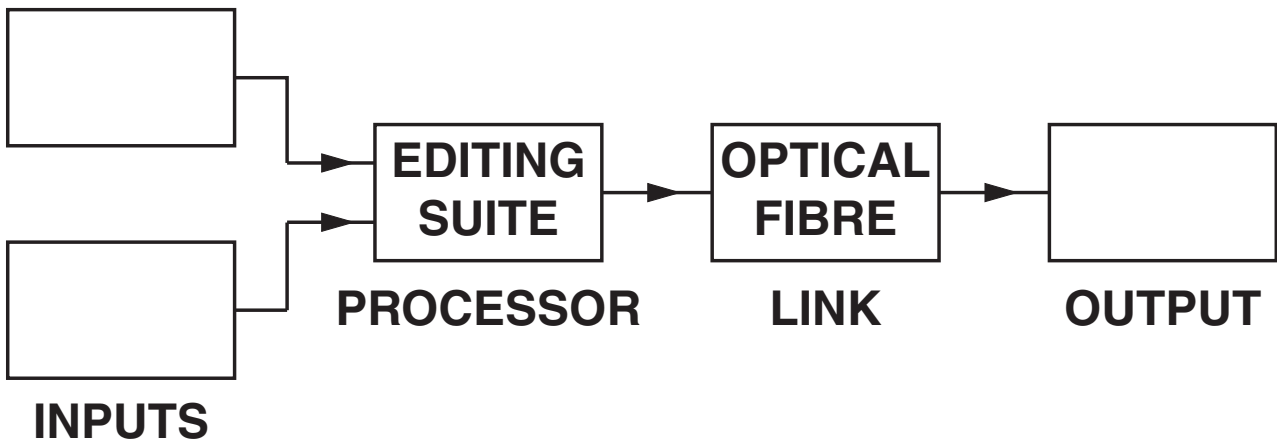 EDITING
SUITE
OPTICAL
FIBRE
PROCESSOR
LINK
OUTPUT
INPUTS